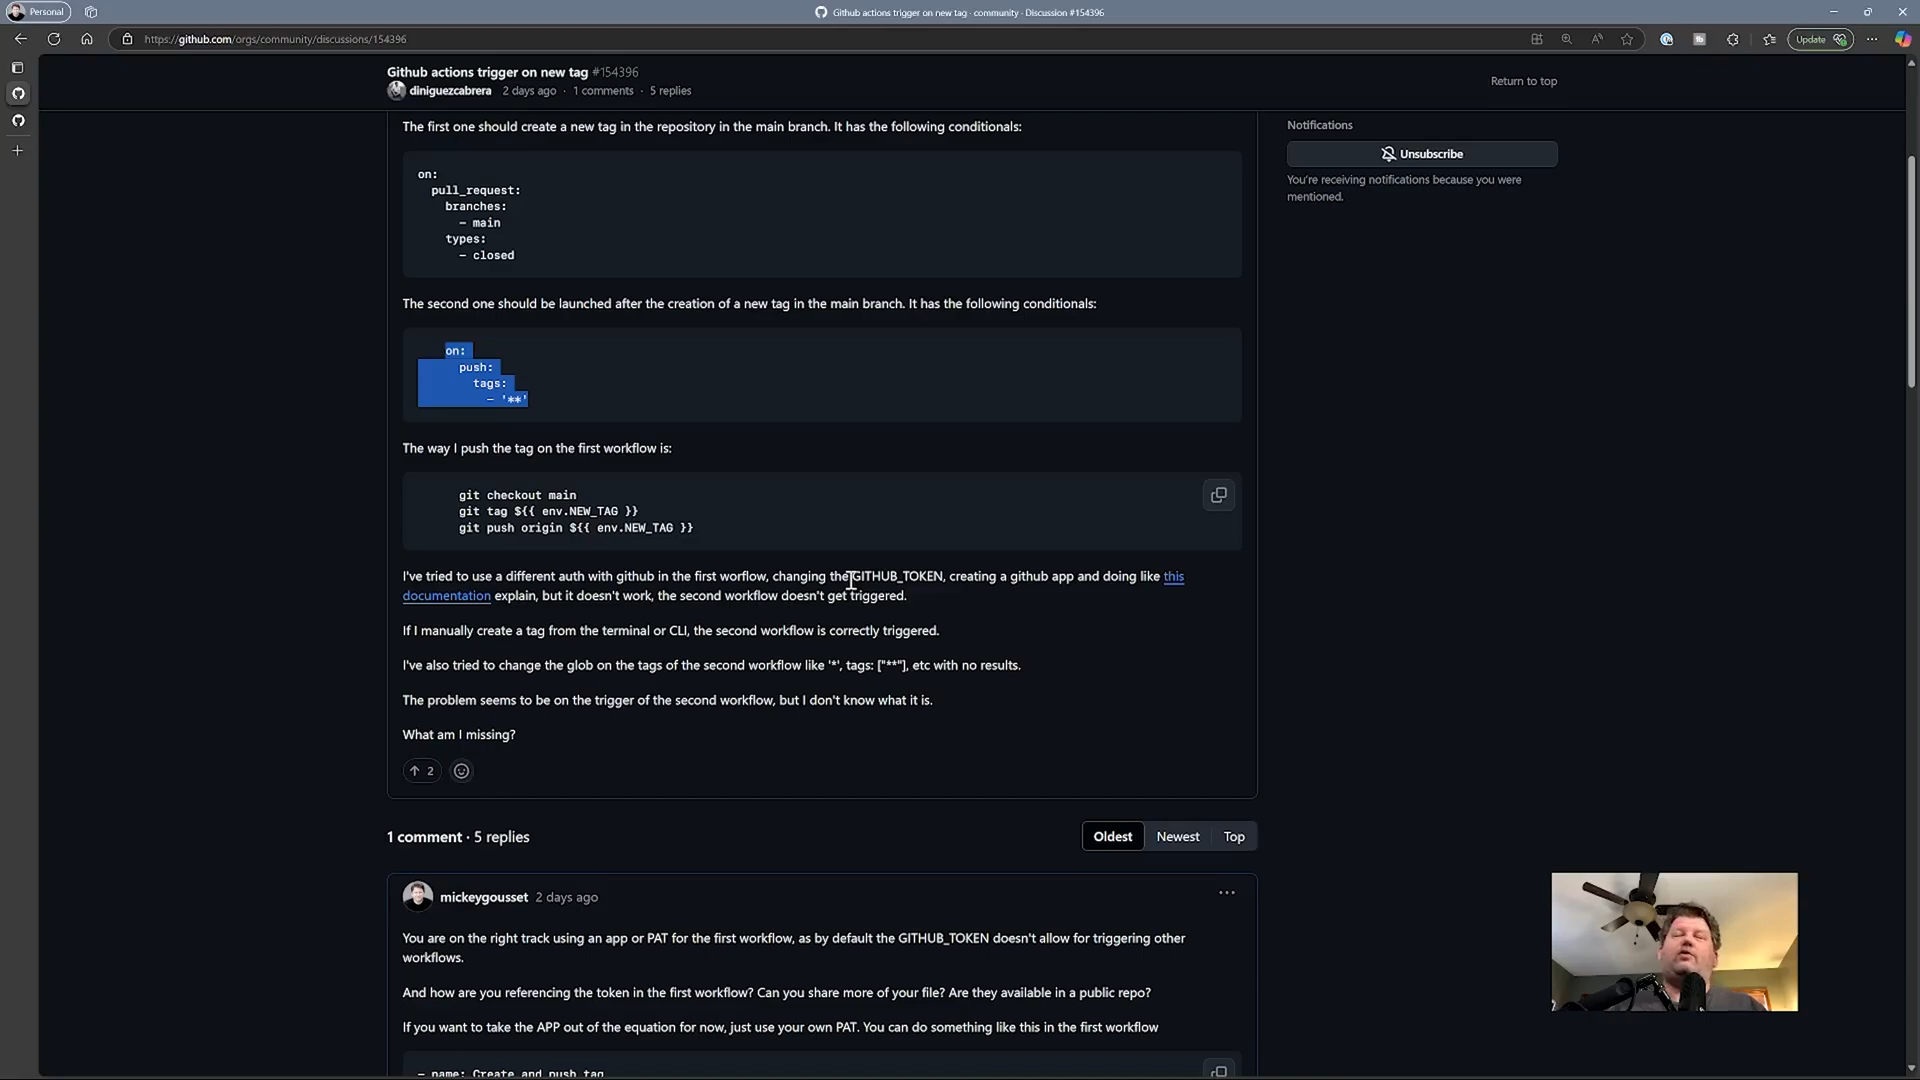 Personal
Github actions trigger on new tag · community · Discussion #154396
https://github.com/orgs/community/discussions/154396
Update
Github actions trigger on new tag #154396
diniguezcabrera 2 days ago · 1 comments · 5 replies
Return to top
The first one should create a new tag in the repository in the main branch. It has the following conditionals:
on:
pull_request:
branches:
- main
types:
- closed
The second one should be launched after the creation of a new tag in the main branch. It has the following conditionals:
on:
push:
tags:
- '**'
The way I push the tag on the first workflow is:
git checkout main
git tag ${{ env.NEW_TAG }}
git push origin ${{ env.NEW_TAG }}
I've tried to use a different auth with github in the first worflow, changing the GITHUB_TOKEN, creating a github app and doing like this
documentation explain, but it doesn't work, the second workflow doesn't get triggered.
If I manually create a tag from the terminal or CLI, the second workflow is correctly triggered.
I've also tried to change the glob on the tags of the second workflow like '*', tags: ["**"], etc with no results.
The problem seems to be on the trigger of the second workflow, but I don't know what it is.
What am I missing?
2
Notifications
Unsubscribe
You're receiving notifications because you were
mentioned.
1 comment · 5 replies
Oldest Newest Top
mickeygousset 2 days ago
You are on the right track using an app or PAT for the first workflow, as by default the GITHUB_TOKEN doesn't allow for triggering other
workflows.
And how are you referencing the token in the first workflow? Can you share more of your file? Are they available in a public repo?
If you want to take the APP out of the equation for now, just use your own PAT. You can do something like this in the first workflow
- name: Create and push tag